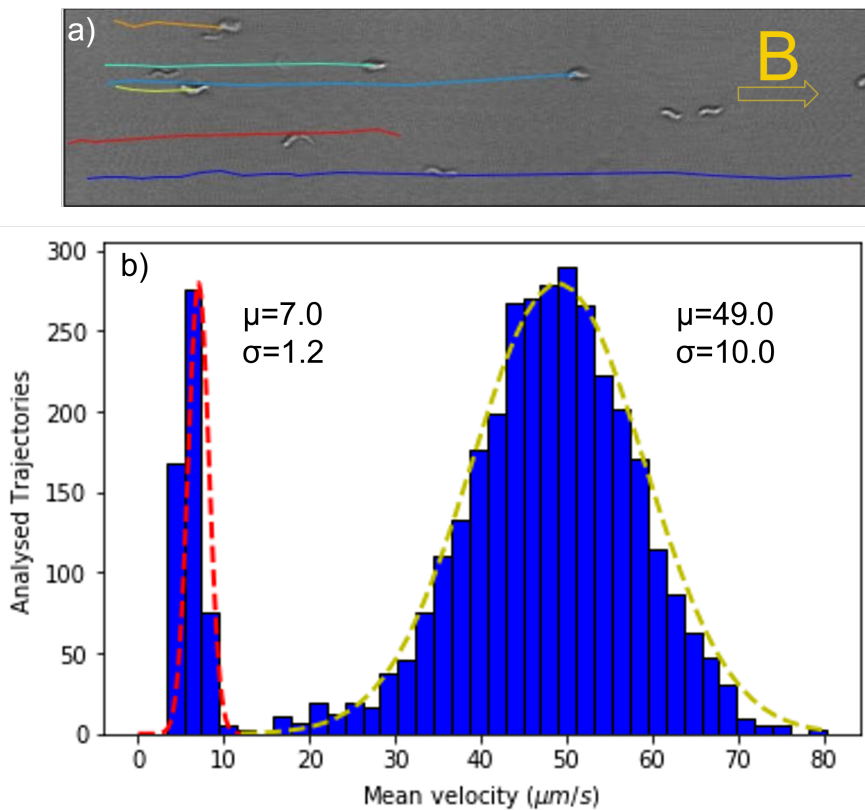 a)
B
b)
μ=7.0
σ=1.2
μ=49.0
σ=10.0
300
250
200
150
100
50
0
Analysed Trajectories
0 10 20 30 40 50 60 70 80
Mean velocity (μm/s)